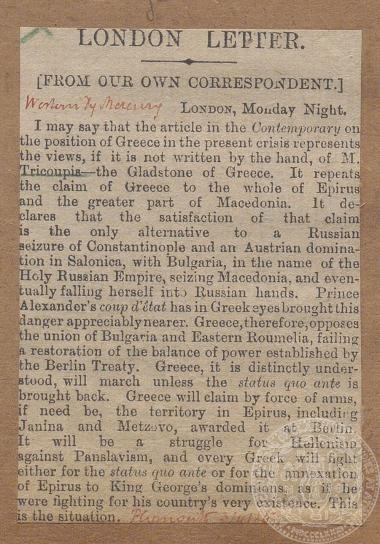 LONDON LETTER.
[FROM OUR OWN CORRESPONDENT.]
Western Dy Mercury
LONDON, Monday Night.
I may say that the article in the Contemporary on
the position of Greece in the present crisis represents
the views, if it is not written by the hand, of M.
Tricoupis—the Gladstone of Greece. It repeats
the claim of Greece to the whole of Epirus
and the greater part of Macedonia. It de-
clares that the satisfaction of that claim
is the only alternative to a Russian
seizure of Constantinople and an Austrian domina-
tion in Salonica, with Bulgaria, in the name of the
Holy Russian Empire, seizing Macedonia, and even-
tually falling herself into Russian hands. Prince
Alexander's coup d'état has in Greek eyes brought this
danger appreciably nearer. Greece, therefore, opposes
the union of Bulgaria and Eastern Roumelia, failing
a restoration of the balance of power established by
the Berlin Treaty. Greece, it is distinctly under-
stood, will march unless the status quo ante is
brought back. Greece will claim by force of arms,
if need be, the territory in Epirus, including
Janina and Metzovo, awarded it at Berlin.
It will be a struggle for Hellenism
against Panslavism, and every Greek will fight
either for the status quo ante or for the annexation
of Epirus to King George's dominions, as if he
were fighting for his country's very existence. This
is the situation. Plymouth